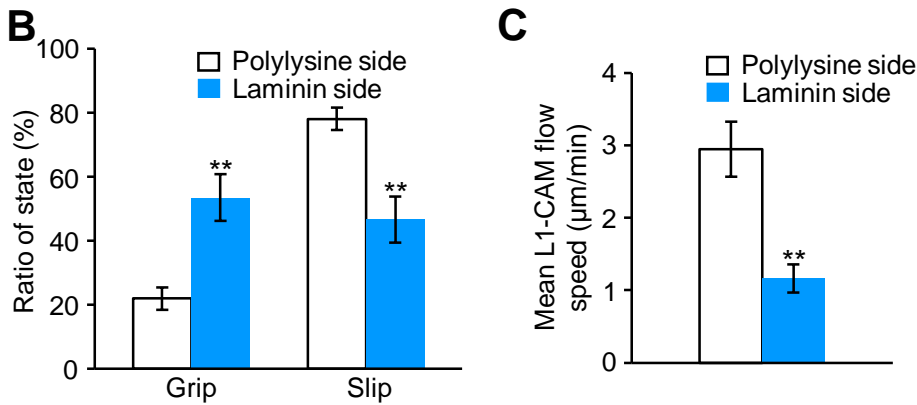 B
Ratio of state (%)
100
80
60
40
20
0
Polylysine side
Laminin side
**
**
Grip
Slip
C
Mean L1-CAM flow
speed (μm/min)
4
3
2
1
0
Polylysine side
Laminin side
**